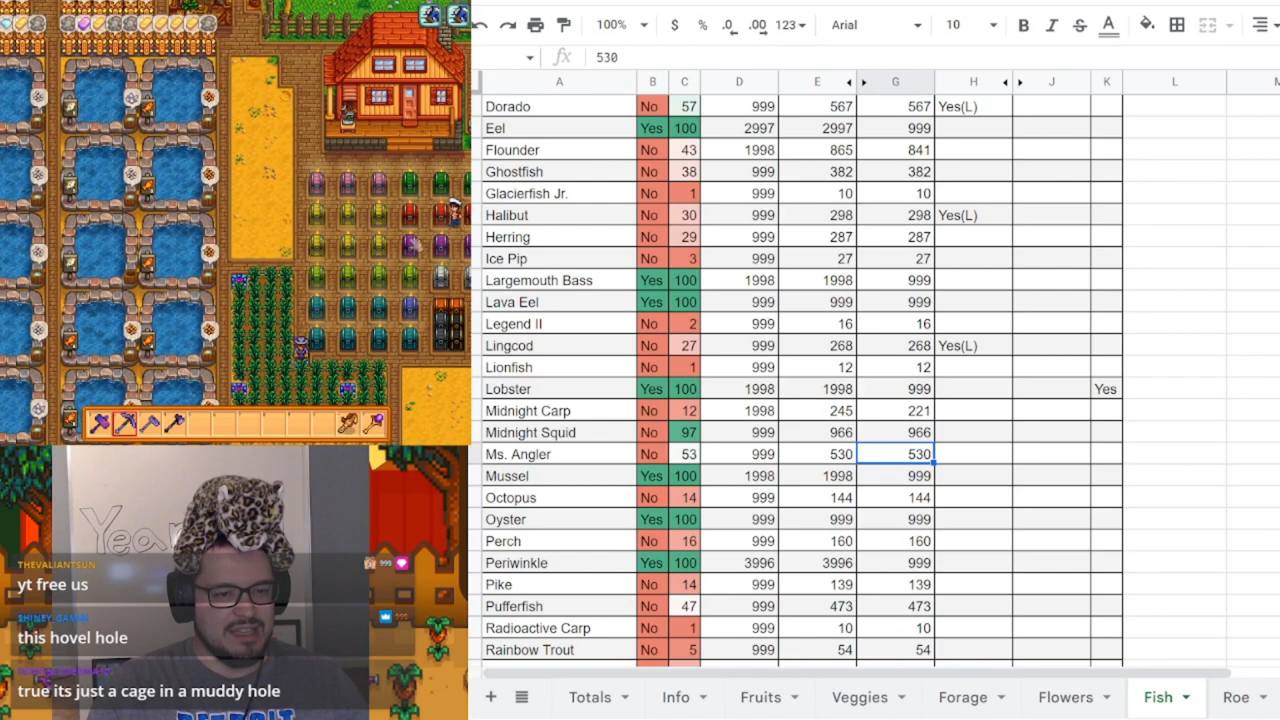 100% $ % .0 .00 123 Arial 10 B I S A
fx 530
A B C D E G H J K L M
Dorado No 57 999 567 567 Yes(L)
Eel Yes 100 2997 2997 999
Flounder No 43 1998 865 841
Ghostfish No 38 999 382 382
Glacierfish Jr. No 1 999 10 10
Halibut No 30 999 298 298 Yes(L)
Herring No 29 999 287 287
Ice Pip No 3 999 27 27
Largemouth Bass Yes 100 1998 1998 999
Lava Eel Yes 100 999 999 999
Legend II No 2 999 16 16
Lingcod No 27 999 268 268 Yes(L)
Lionfish No 1 999 12 12
Lobster Yes 100 1998 1998 999 Yes
Midnight Carp No 12 1998 245 221
Midnight Squid No 97 999 966 966
Ms. Angler No 53 999 530 530
Mussel Yes 100 1998 1998 999
Octopus No 14 999 144 144
Oyster Yes 100 999 999 999
Perch No 16 999 160 160
Periwinkle Yes 100 3996 3996 999
Pike No 14 999 139 139
Pufferfish No 47 999 473 473
Radioactive Carp No 1 999 10 10
Rainbow Trout No 5 999 54 54
+ Totals Info Fruits Veggies Forage Flowers Fish Roe
Year
THEVALIANTSUN 999
yt free us
this hovel hole
true its just a cage in a muddy hole